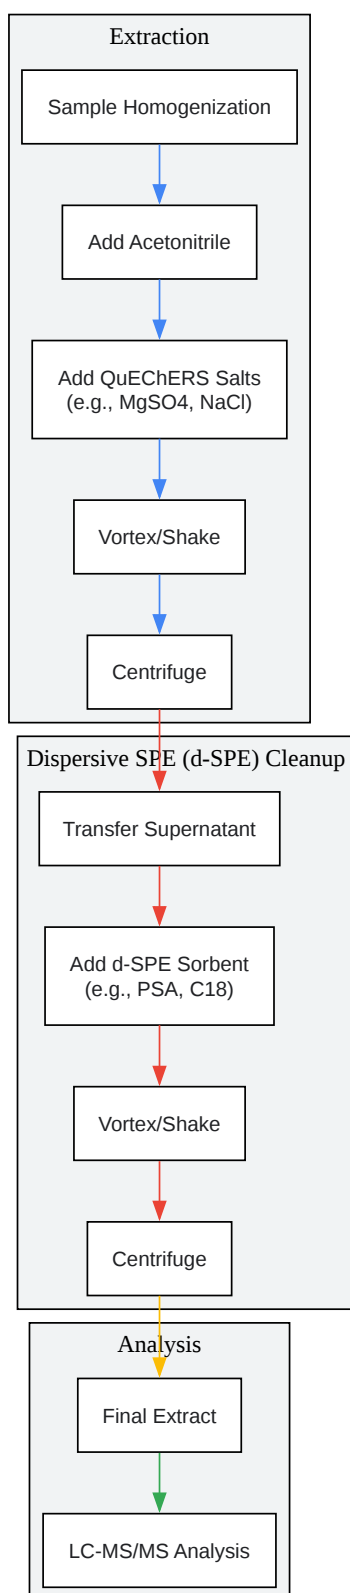 Extraction
Sample Homogenization
Add Acetonitrile
Add QuEChERS Salts
(e.g., MgSO4, NaCl)
Vortex/Shake
Centrifuge
Dispersive SPE (d-SPE) Cleanup
Transfer Supernatant
Add d-SPE Sorbent
(e.g., PSA, C18)
Vortex/Shake
Centrifuge
Analysis
Final Extract
LC-MS/MS Analysis